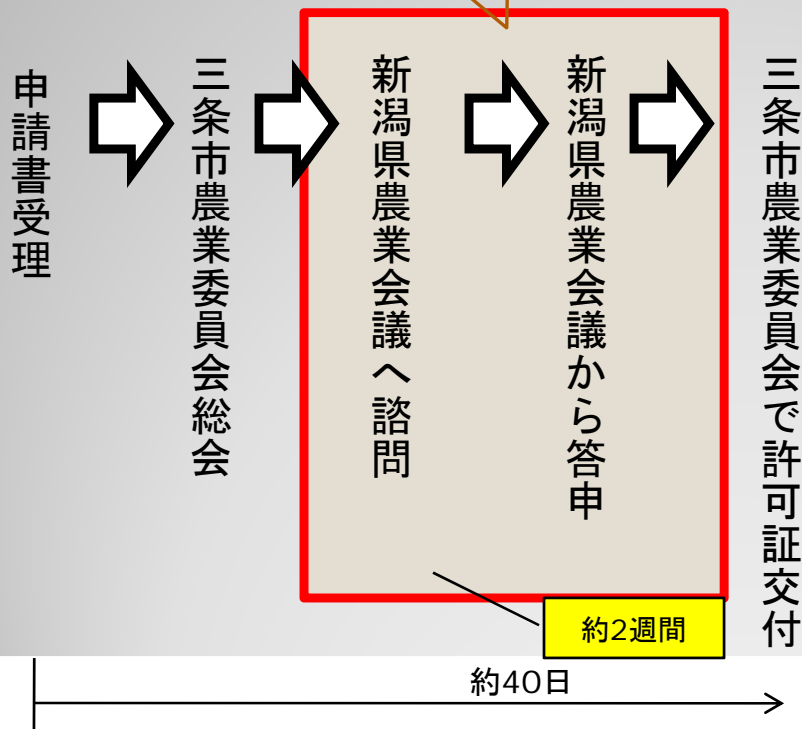 申請書受理
三条市農業委員会総会
新潟県農業会議へ諮問
新潟県農業会議から答申
三条市農業委員会で許可証交付
約2週間
約40日